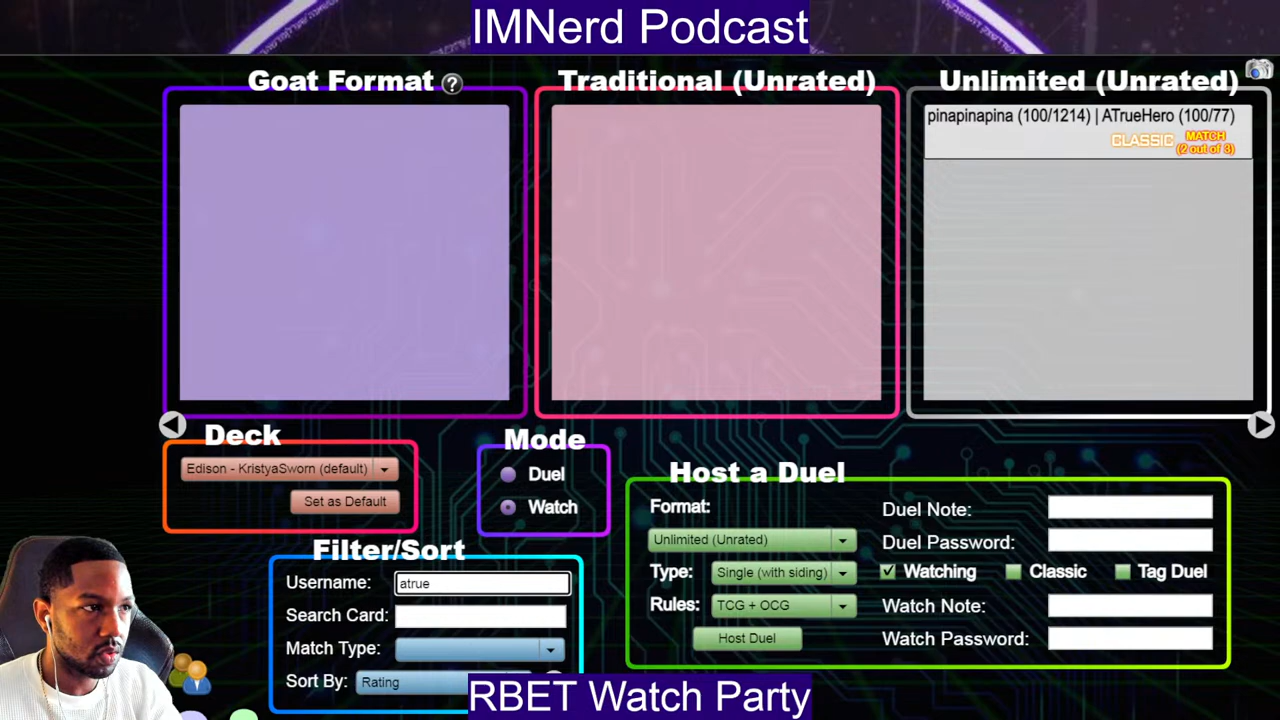 IMNerd Podcast
Goat Format ?
Traditional (Unrated)
Unlimited (Unrated)
pinapinapina (100/1214) | ATrueHero (100/77)
CLASSIC MATCH
(2 out of 3)
Deck
Edison - KristyaSworn (default)
Set as Default
Mode
Duel
Watch
Filter/Sort
Username: atrue
Search Card:
Match Type:
Sort By: Rating
Host a Duel
Format:
Unlimited (Unrated)
Type: Single (with siding)
Rules: TCG + OCG
Host Duel
Duel Note:
Duel Password:
Watching Classic Tag Duel
Watch Note:
Watch Password:
RBET Watch Party